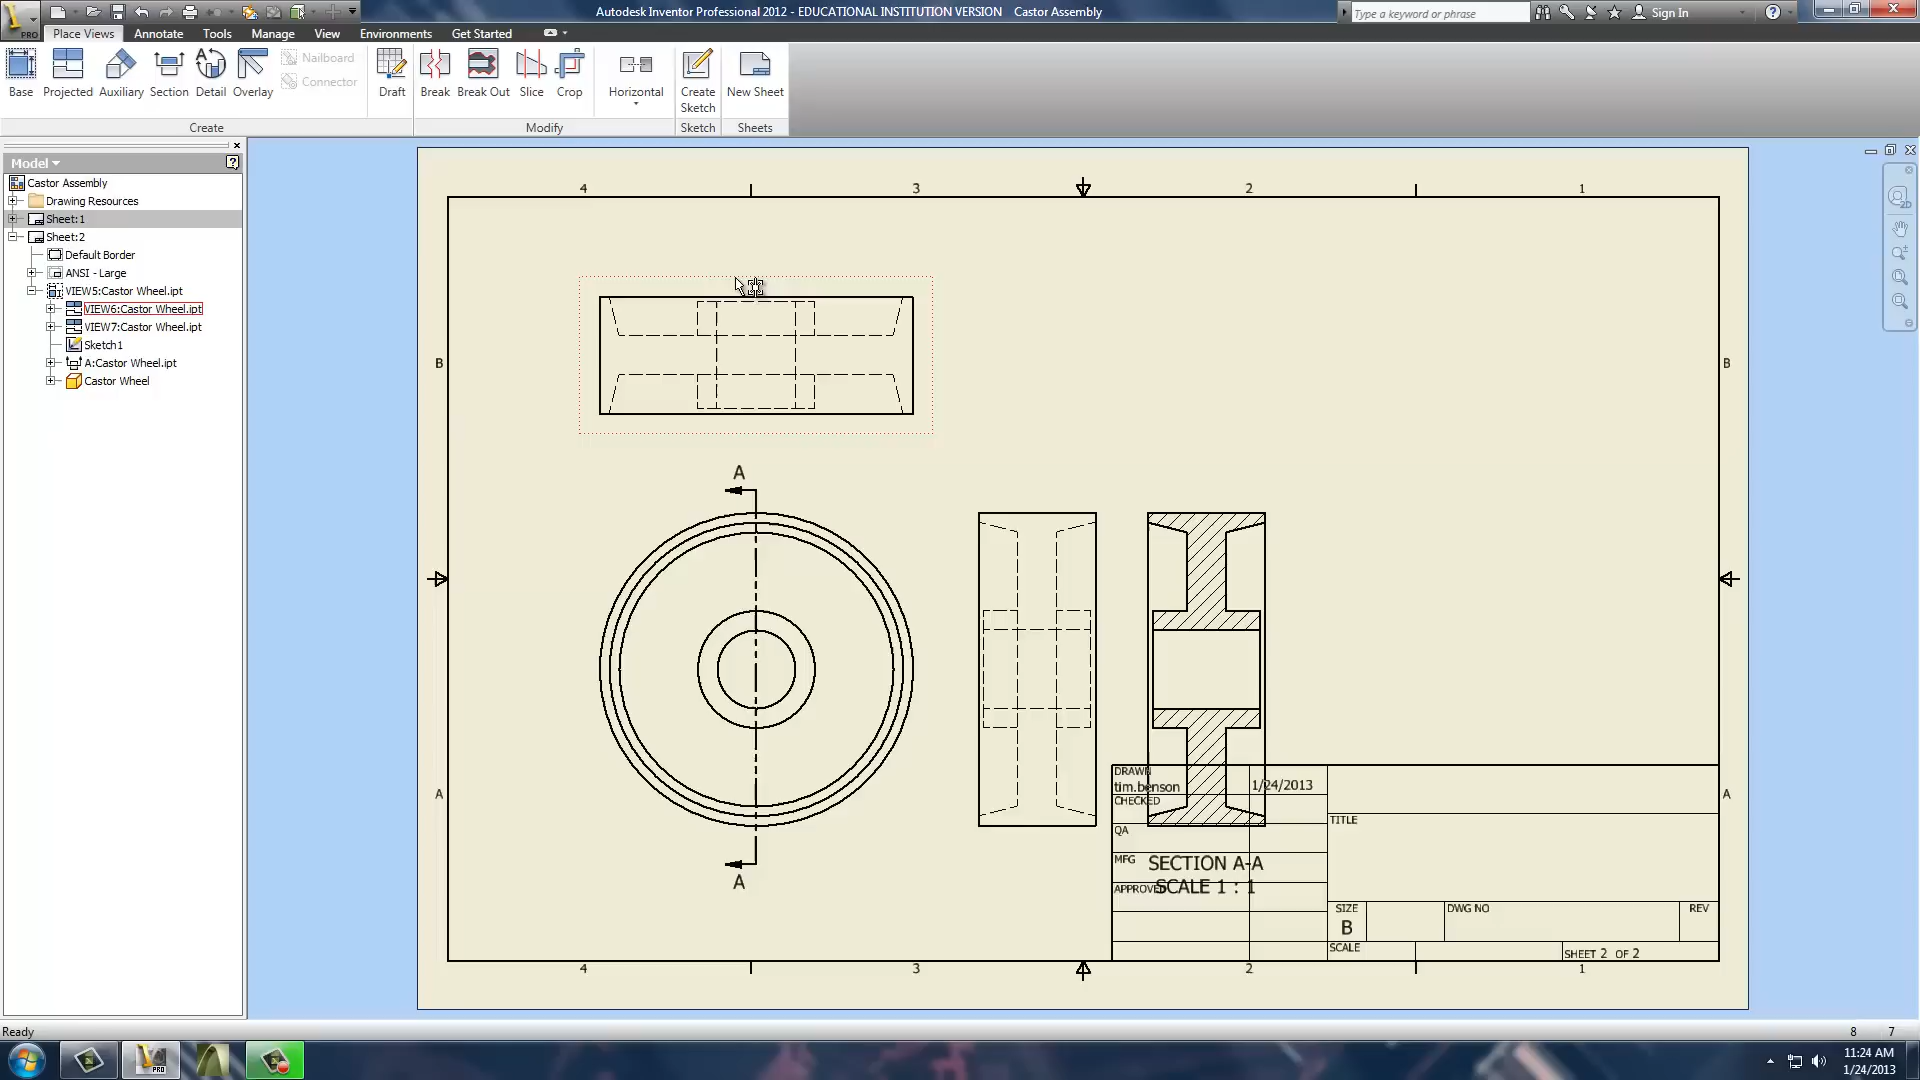 Autodesk Inventor Professional 2012 - EDUCATIONAL INSTITUTION VERSION Castor Assembly
Type a keyword or phrase
Sign In
PRO
Place Views Annotate Tools Manage View Environments Get Started
Base Projected Auxiliary Section Detail Overlay
Nailboard
Connector
Draft Break Break Out Slice Crop Horizontal Create Sketch New Sheet
Create Modify Sketch Sheets
Model
Castor Assembly
Drawing Resources
Sheet:1
Sheet:2
Default Border
ANSI - Large
VIEW5:Castor Wheel.ipt
VIEW6:Castor Wheel.ipt
VIEW7:Castor Wheel.ipt
Sketch1
A:Castor Wheel.ipt
Castor Wheel
4 3 2 1
B B
A
A A
A
DRAWN
tim.benson 1/24/2013
CHECKED
QA
MFG
APPROVED
SECTION A-A
SCALE 1 : 1
TITLE
SIZE
B
DWG NO
REV
SCALE
SHEET 2 OF 2
4 3 2 1
Ready
8 7
PRO
11:24 AM
1/24/2013